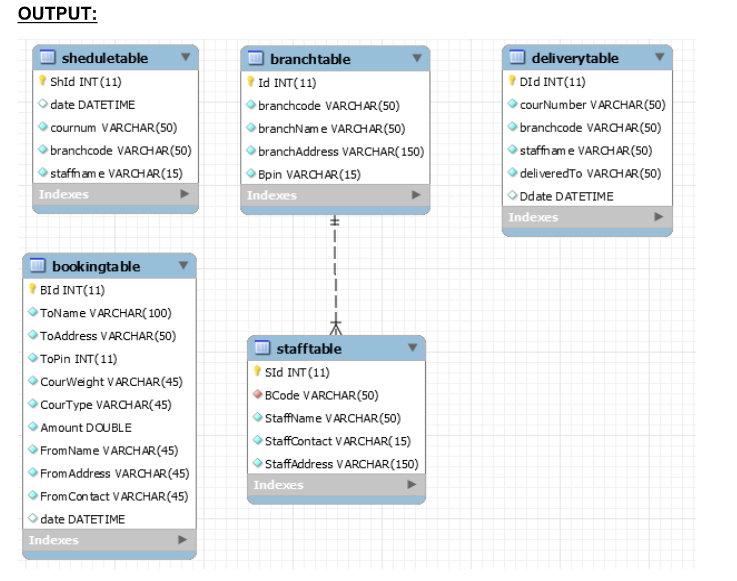 OUTPUT:
sheduletable
ShId INT(11)
date DATETIME
cournum VARCHAR(50)
branchcode VARCHAR(50)
staffname VARCHAR(15)
Indexes
branchtable
Id INT(11)
branchcode VARCHAR(50)
branchName VARCHAR(50)
branchAddress VARCHAR(150)
Bpin VARCHAR(15)
Indexes
deliverytable
DId INT(11)
courNumber VARCHAR(50)
branchcode VARCHAR(50)
staffname VARCHAR(50)
deliveredTo VARCHAR(50)
Ddate DATETIME
Indexes
bookingtable
BId INT(11)
ToName VARCHAR(100)
ToAddress VARCHAR(50)
ToPin INT(11)
CourWeight VARCHAR(45)
CourType VARCHAR(45)
Amount DOUBLE
FromName VARCHAR(45)
FromAddress VARCHAR(45)
FromContact VARCHAR(45)
date DATETIME
Indexes
stafftable
SId INT(11)
BCode VARCHAR(50)
StaffName VARCHAR(50)
StaffContact VARCHAR(15)
StaffAddress VARCHAR(150)
Indexes